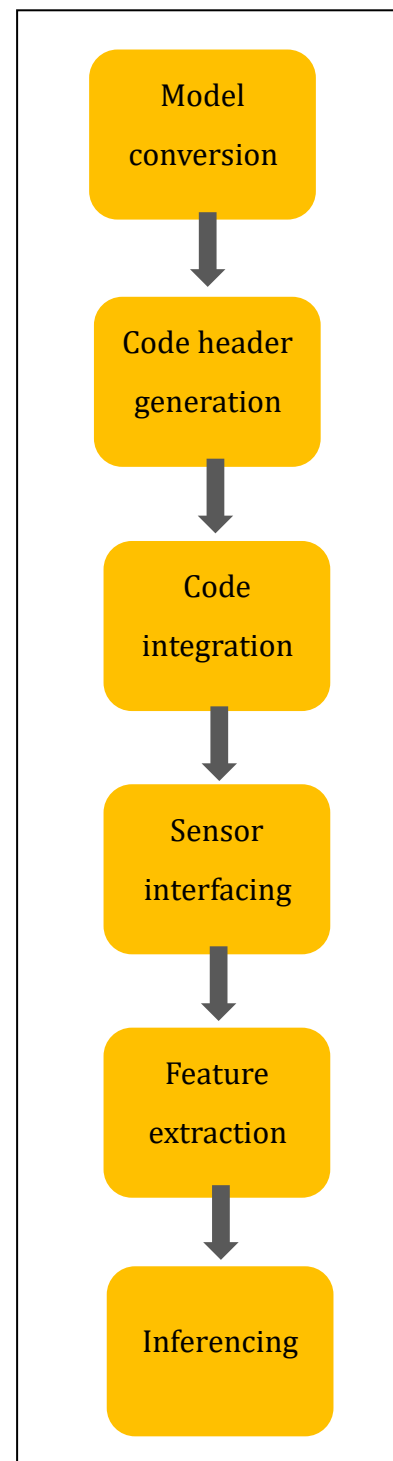 Model
conversion
Code header
generation
Code
integration
Sensor
interfacing
Feature
extraction
Inferencing